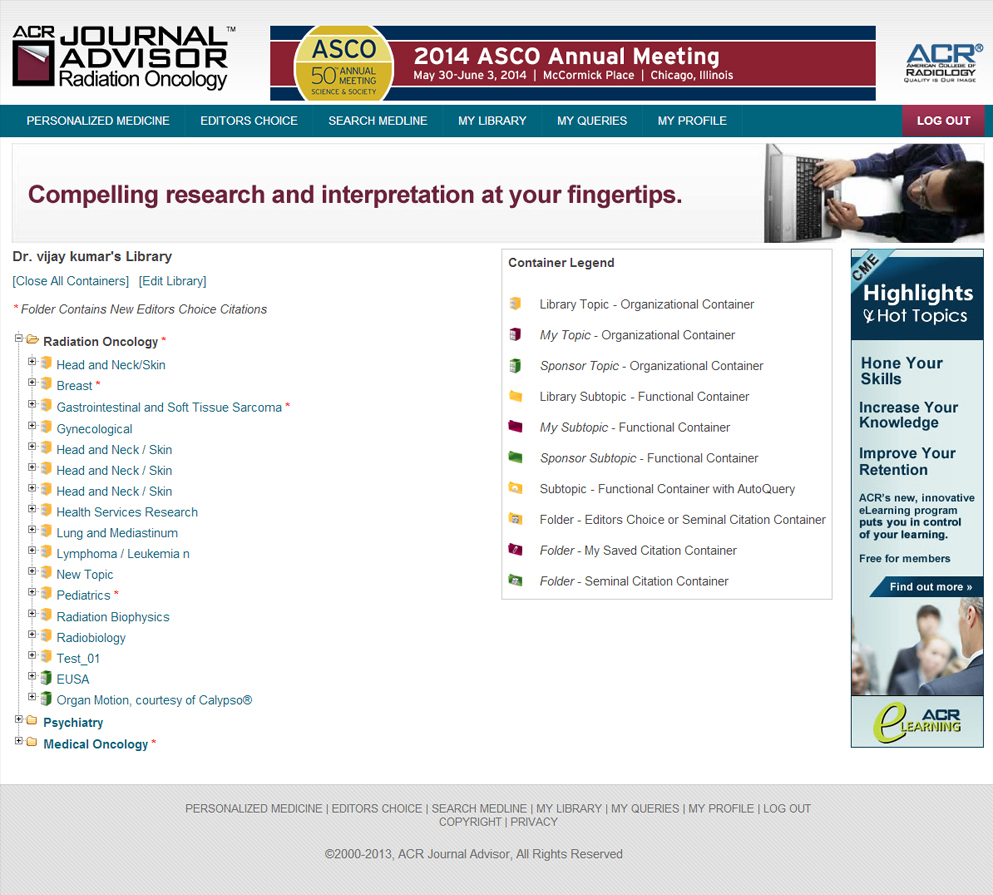 ACR JOURNAL ADVISOR™
Radiation Oncology
ASCO
50th ANNUAL MEETING
SCIENCE & SOCIETY
2014 ASCO Annual Meeting
May 30-June 3, 2014 | McCormick Place | Chicago, Illinois
ACR®
AMERICAN COLLEGE OF
RADIOLOGY
QUALITY IS OUR IMAGE
PERSONALIZED MEDICINE EDITORS CHOICE SEARCH MEDLINE MY LIBRARY MY QUERIES MY PROFILE LOG OUT
Compelling research and interpretation at your fingertips.
Dr. vijay kumar's Library
[Close All Containers] [Edit Library]
* Folder Contains New Editors Choice Citations
Radiation Oncology *
Head and Neck/Skin
Breast *
Gastrointestinal and Soft Tissue Sarcoma *
Gynecological
Head and Neck / Skin
Head and Neck / Skin
Head and Neck / Skin
Health Services Research
Lung and Mediastinum
Lymphoma / Leukemia n
New Topic
Pediatrics *
Radiation Biophysics
Radiobiology
Test_01
EUSA
Organ Motion, courtesy of Calypso®
Psychiatry
Medical Oncology *
Container Legend
Library Topic - Organizational Container
My Topic - Organizational Container
Sponsor Topic - Organizational Container
Library Subtopic - Functional Container
My Subtopic - Functional Container
Sponsor Subtopic - Functional Container
Subtopic - Functional Container with AutoQuery
Folder - Editors Choice or Seminal Citation Container
Folder - My Saved Citation Container
Folder - Seminal Citation Container
CME
Highlights
& Hot Topics
Hone Your
Skills
Increase Your
Knowledge
Improve Your
Retention
ACR's new, innovative
eLearning program
puts you in control
of your learning.
Free for members
Find out more »
ACR
eLEARNING
PERSONALIZED MEDICINE | EDITORS CHOICE | SEARCH MEDLINE | MY LIBRARY | MY QUERIES | MY PROFILE | LOG OUT
COPYRIGHT | PRIVACY
©2000-2013, ACR Journal Advisor, All Rights Reserved